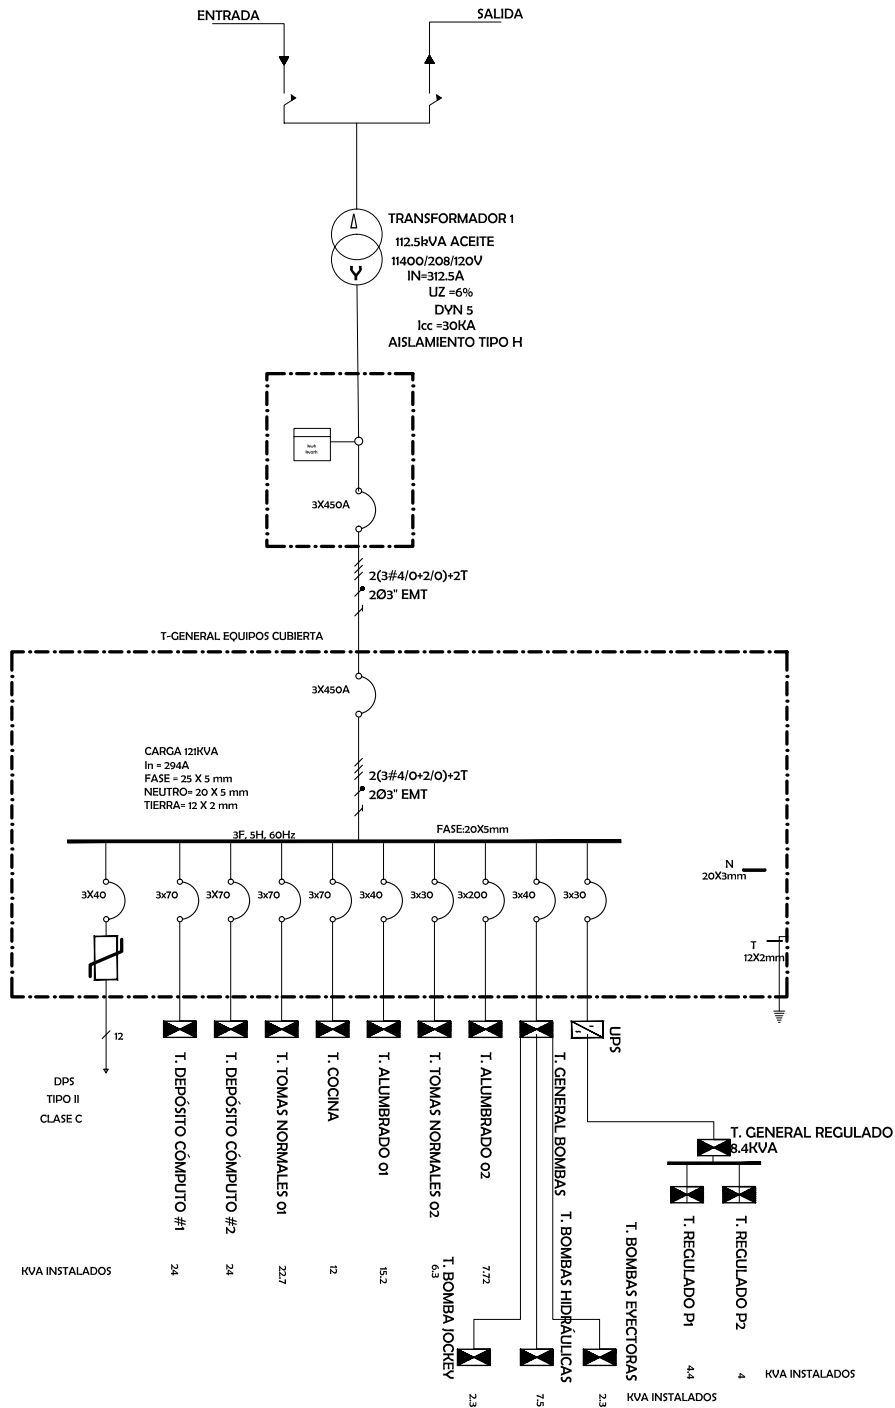 ENTRADA
SALIDA
TRANSFORMADOR 1
112.5kVA ACEITE
11400/208/120V
IN=312.5A
UZ =6%
DYN 5
Icc =30KA
AISLAMIENTO TIPO H
3X450A
2(3#4/0+2/0)+2T
2Ø3" EMT
T-GENERAL EQUIPOS CUBIERTA
3X450A
CARGA 121KVA
In = 294A
FASE = 25 X 5 mm
NEUTRO= 20 X 5 mm
TIERRA= 12 X 2 mm
2(3#4/0+2/0)+2T
2Ø3" EMT
3F, 5H, 60Hz
FASE:20X5mm
N
20X3mm
3X40
3x70
3X70
3x70
3x70
3x40
3x30
3x200
3x40
3x30
T
12X2mm
12
DPS
TIPO II
CLASE C
T. DEPÓSITO CÓMPUTO #1
T. DEPÓSITO CÓMPUTO #2
T. TOMAS NORMALES 01
T. COCINA
T. ALUMBRADO 01
T. TOMAS NORMALES 02
T. ALUMBRADO 02
T. GENERAL BOMBAS
UPS
T. GENERAL REGULADO
8.4KVA
T. REGULADO P1
T. REGULADO P2
T. BOMBA JOCKEY
T. BOMBAS HIDRÁULICAS
T. BOMBAS EYECTORAS
KVA INSTALADOS
24
24
22.7
12
15.2
6.3
7.72
4.4
4
KVA INSTALADOS
2.3
7.5
2.3
KVA INSTALADOS